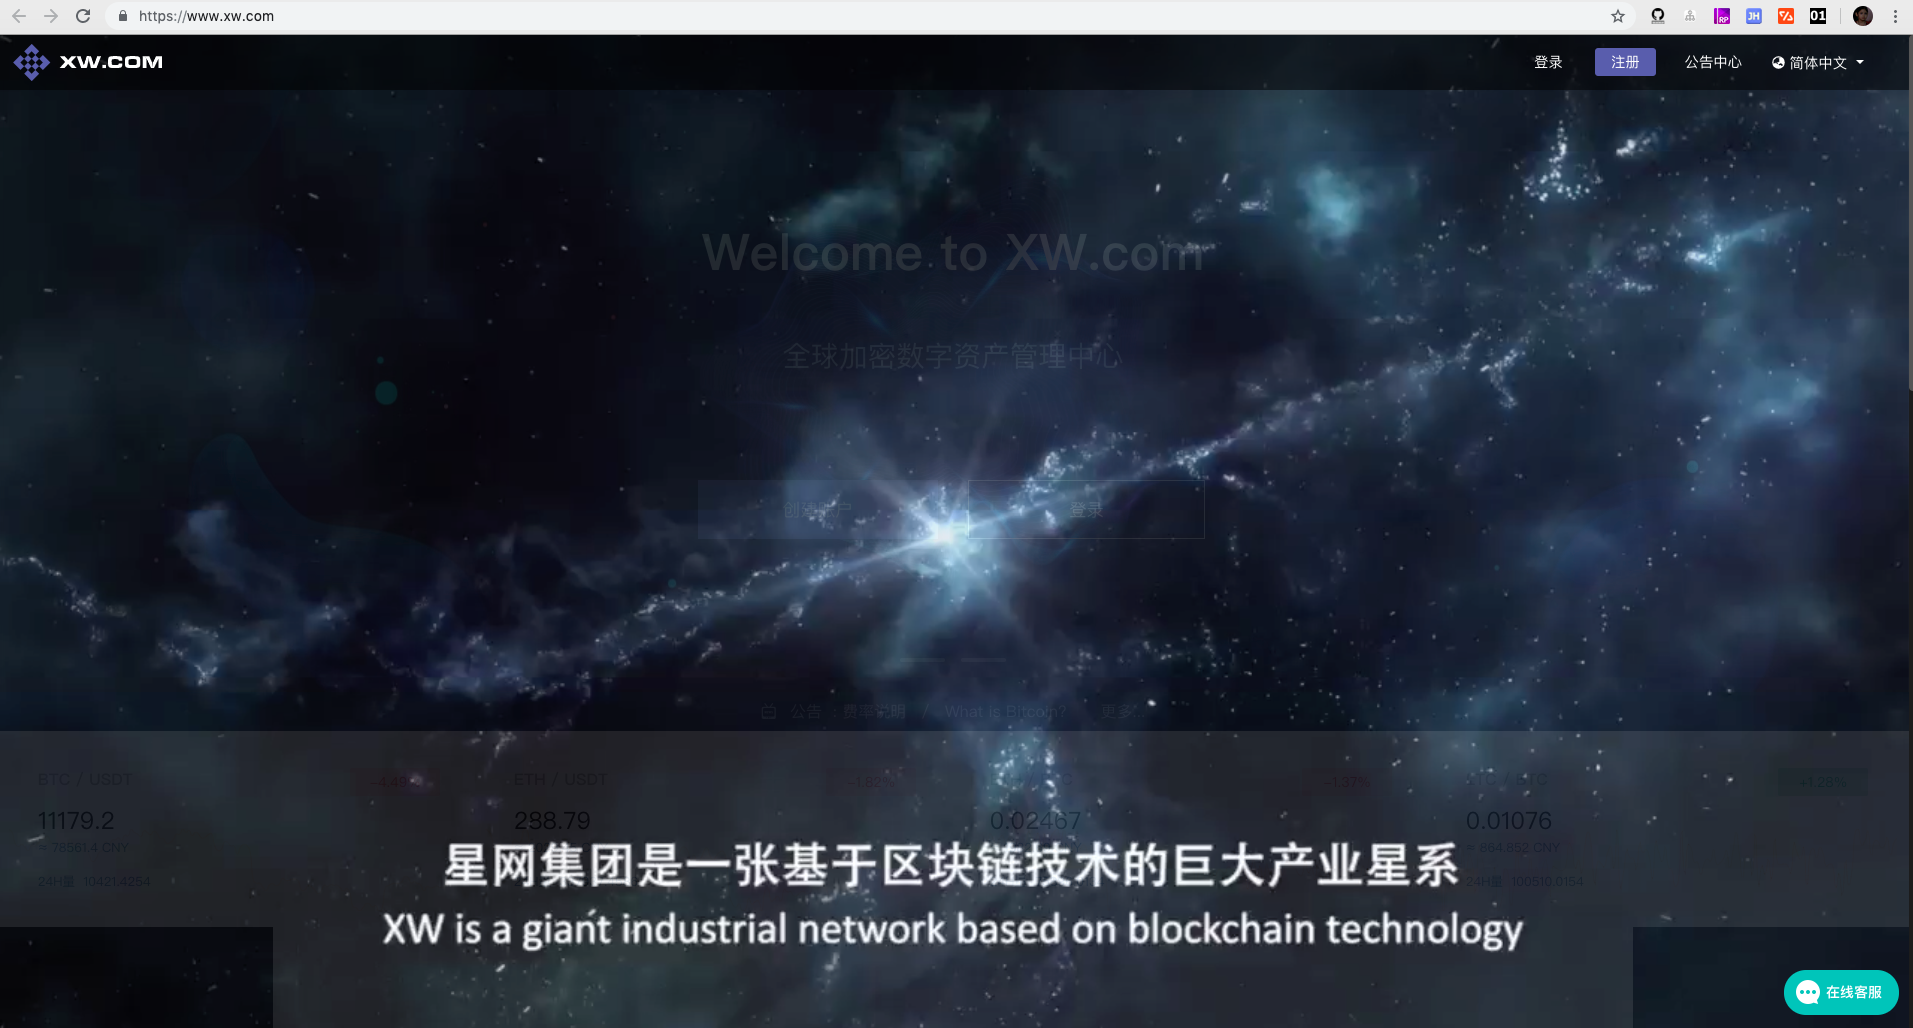 https://www.xw.com
RP
JH
01
XW.COM
登录
注册
公告中心
简体中文
Welcome to XW.com
全球加密数字资产管理中心
创建账户
登录
公告 : 费率说明 / What is Bitcoin? 更多...
BTC / USDT
-4.49
ETH / USDT
-1.82%
-1.37%
/ BTC
-1.28%
11179.2
288.79
0.02467
0.01076
≈ 78561.4 CNY
≈ 664.652 CNY
24H量 10421.4254
24H量 100510.0154
星网集团是一张基于区块链技术的巨大产业星系
XW is a giant industrial network based on blockchain technology
在线客服